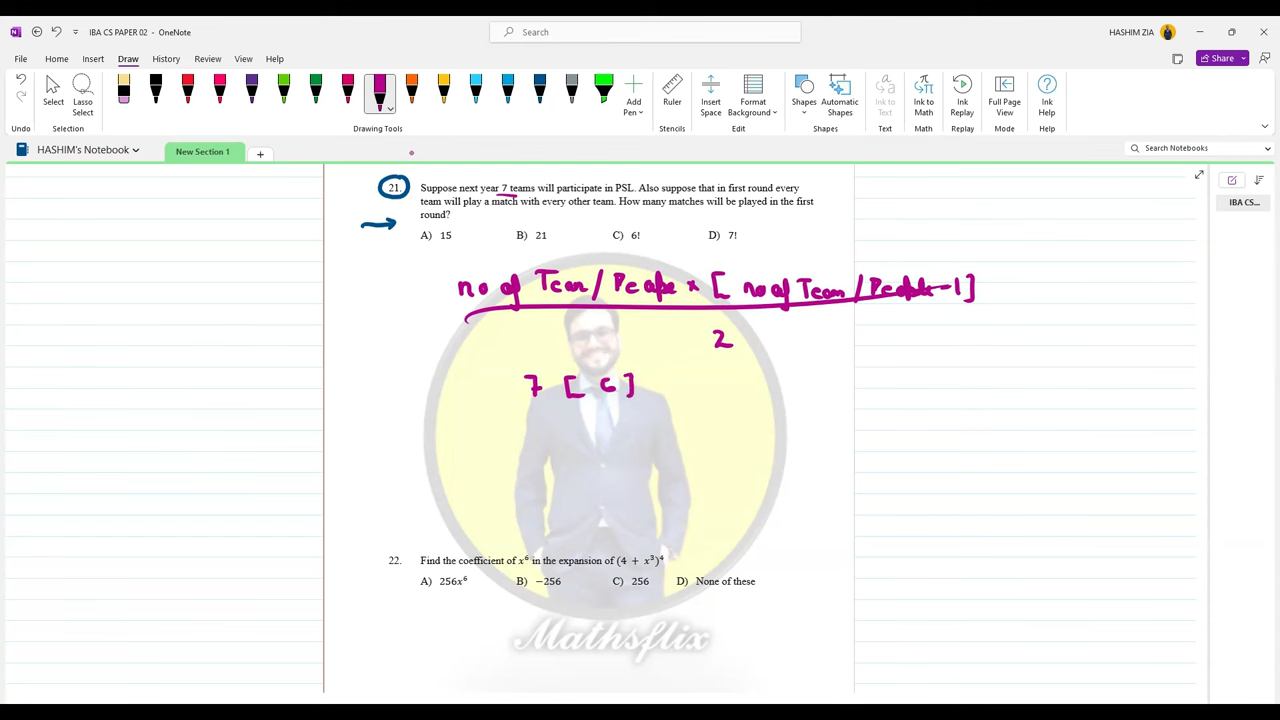 IBA CS PAPER 02 - OneNote
Search
HASHIM ZIA
File Home Insert Draw History Review View Help
Share
Undo
Select
Lasso Select
Selection
Drawing Tools
Add Pen
Ruler
Stencils
Insert Space
Format Background
Edit
Shapes
Automatic Shapes
Shapes
Ink to Text
Text
Ink to Math
Math
Ink Replay
Replay
Full Page View
Mode
Ink Help
Help
HASHIM's Notebook
New Section 1
+
Search Notebooks
IBA CS...
21. Suppose next year 7 teams will participate in PSL. Also suppose that in first round every
team will play a match with every other team. How many matches will be played in the first
round?
A) 15 B) 21 C) 6! D) 7!
no of Team / People × [ no of Team / People - 1 ]
2
7 [ 6 ]
22. Find the coefficient of x⁶ in the expansion of (4 + x³)⁴
A) 256x⁶ B) −256 C) 256 D) None of these
Mathsflix